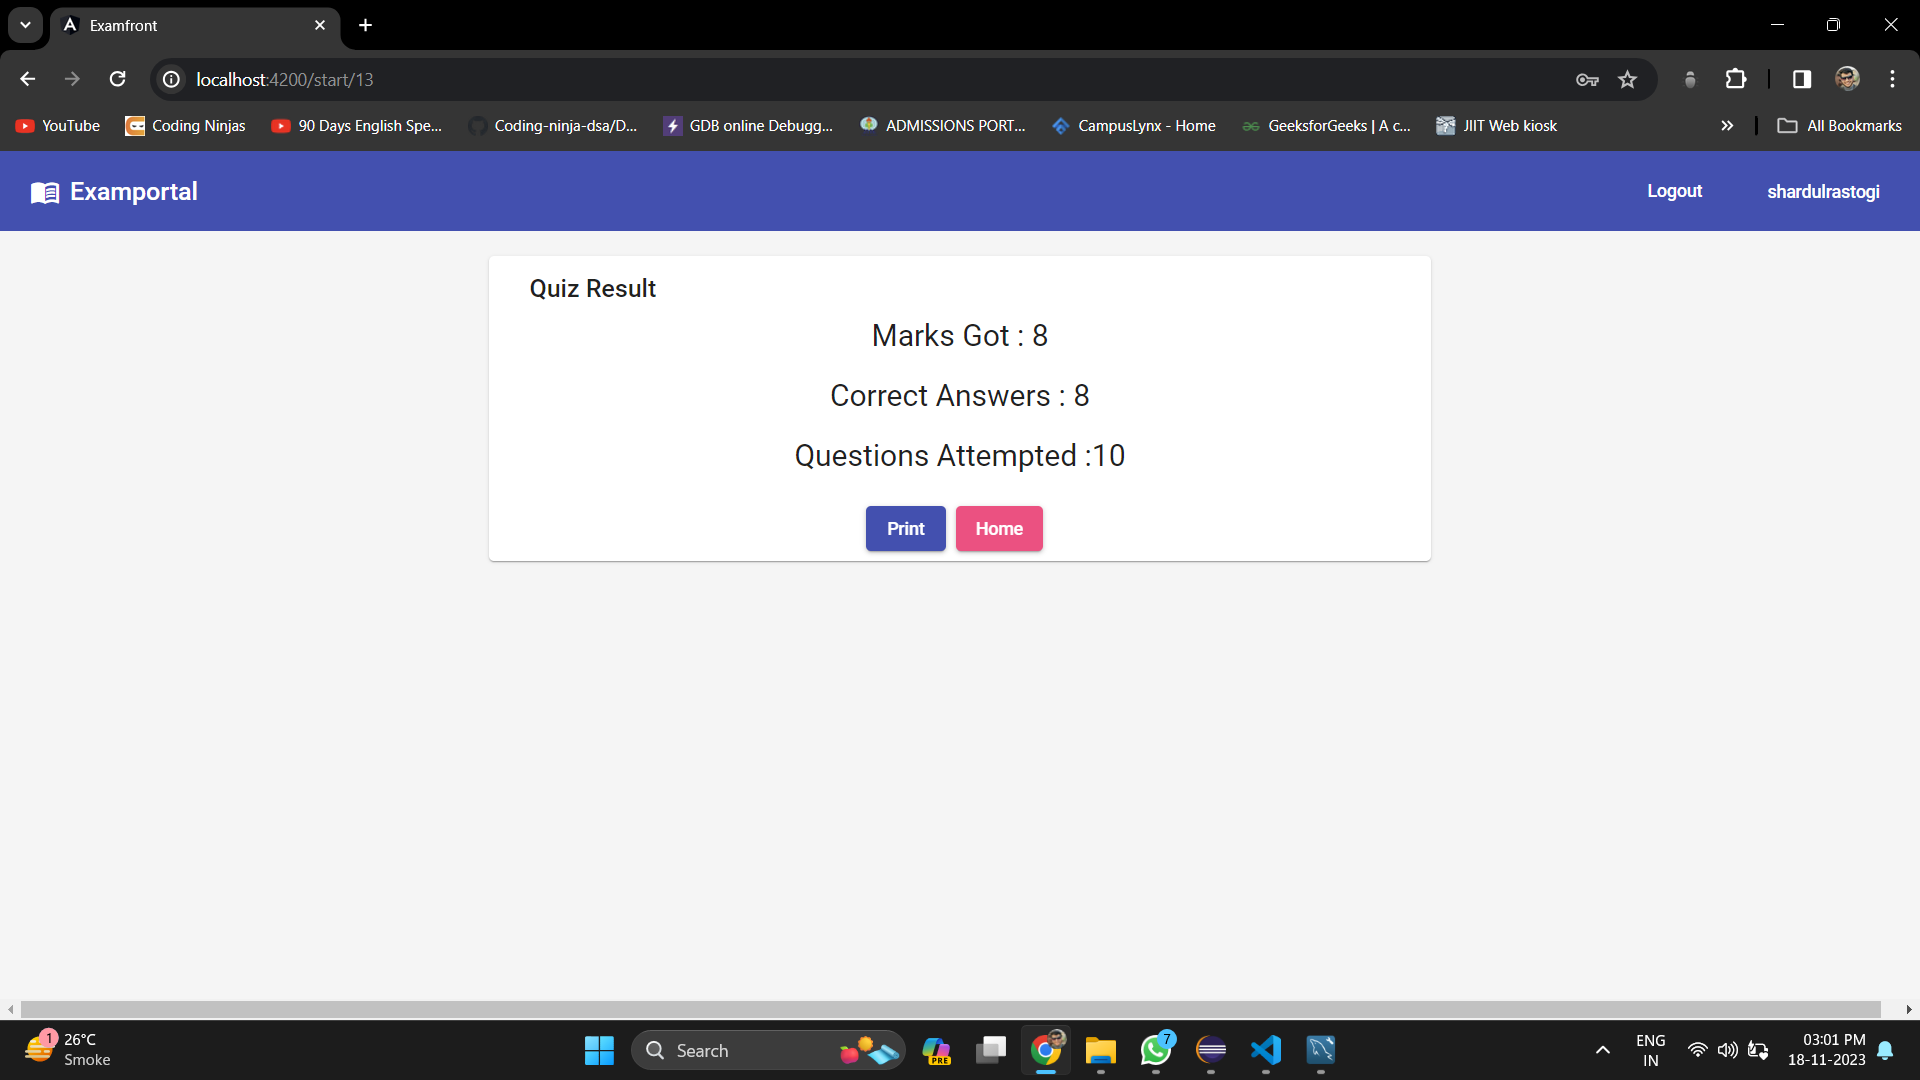 Examfront
localhost:4200/start/13
YouTube
Coding Ninjas
90 Days English Spe...
Coding-ninja-dsa/D...
GDB online Debugg...
ADMISSIONS PORT...
CampusLynx - Home
GeeksforGeeks | A c...
JIIT Web kiosk
All Bookmarks
Examportal
Logout
shardulrastogi
Quiz Result
Marks Got : 8
Correct Answers : 8
Questions Attempted :10
Print
Home
1
26°C
Smoke
Search
PRE
7
ENG
IN
03:01 PM
18-11-2023